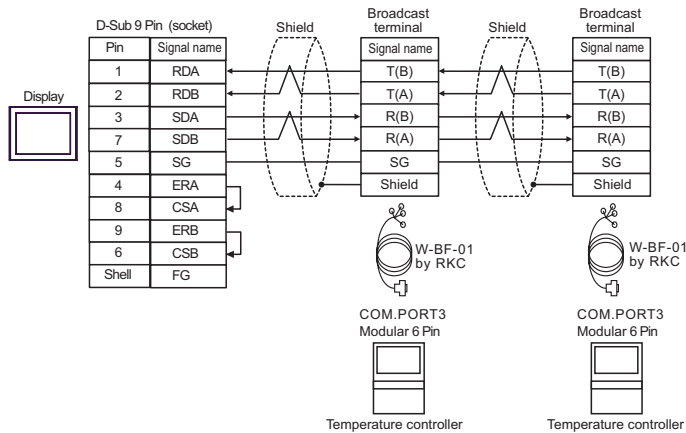 D-Sub 9 Pin (socket)
Shield
Broadcast
terminal
Shield
Broadcast
terminal
Pin Signal name
Signal name
Signal name
1 RDA T(B) T(B)
2 RDB T(A) T(A)
3 SDA R(B) R(B)
7 SDB R(A) R(A)
5 SG SG SG
4 ERA Shield Shield
8 CSA
9 ERB
6 CSB
Shell FG
Display
W-BF-01
by RKC
W-BF-01
by RKC
COM.PORT3
Modular 6 Pin
COM.PORT3
Modular 6 Pin
Temperature controller
Temperature controller